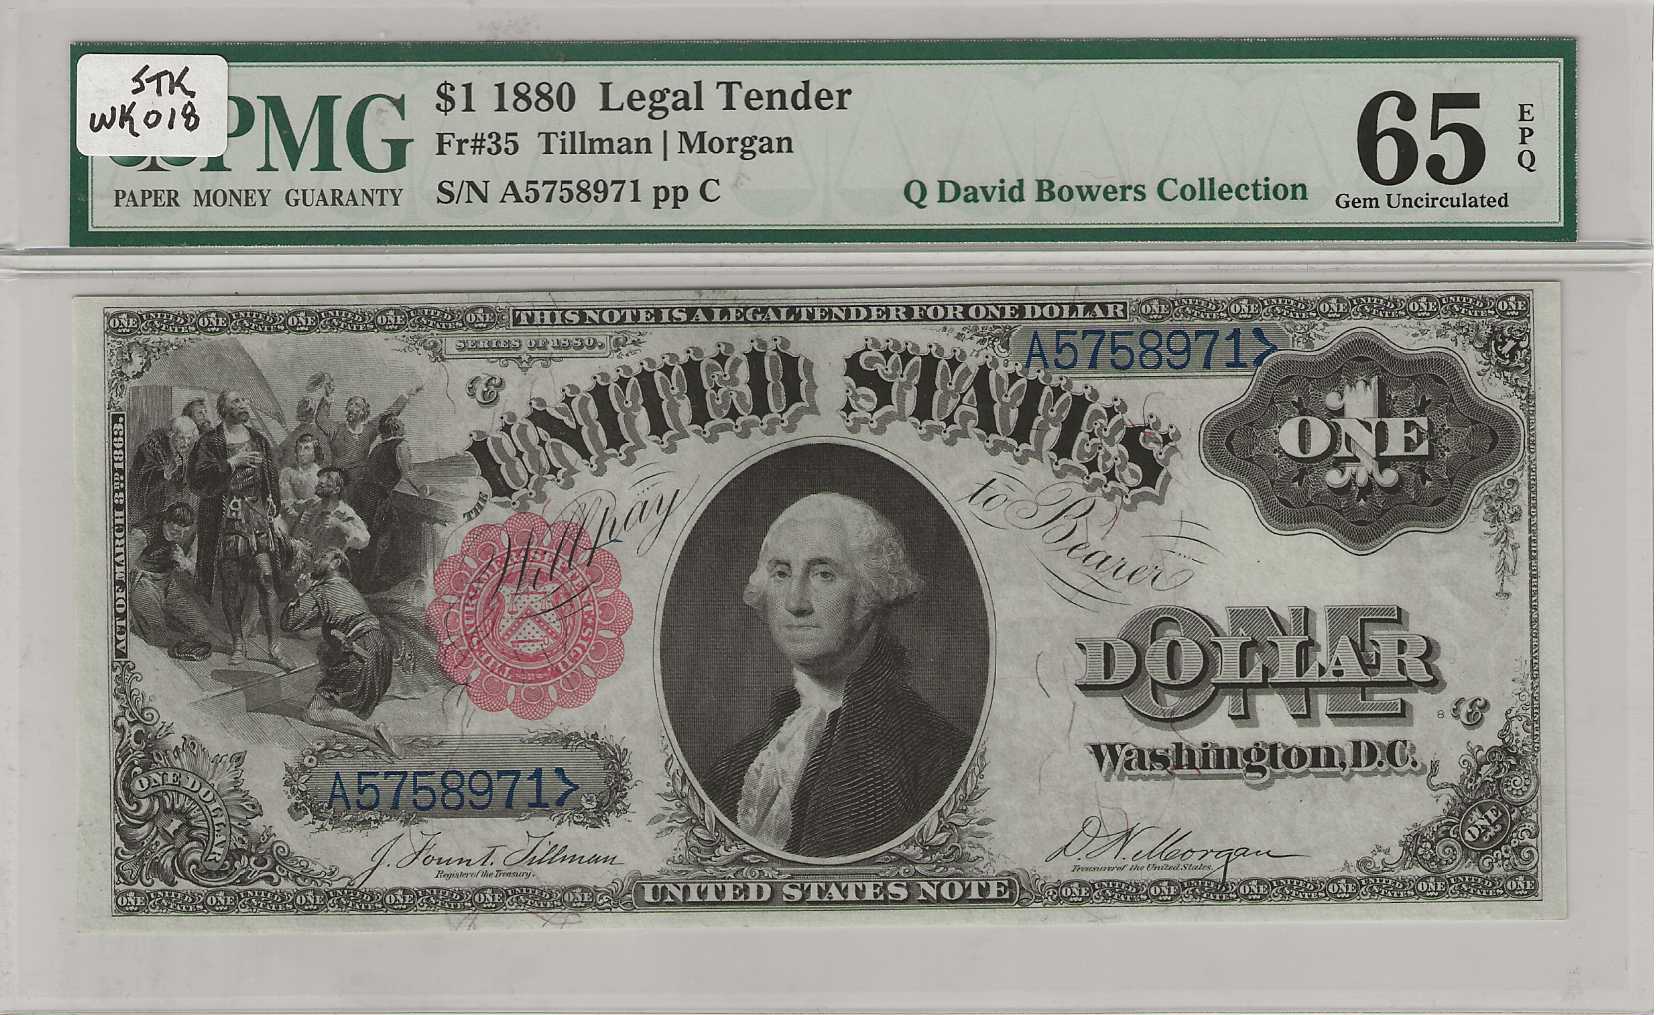 STK
WK018
PMG
PAPER MONEY GUARANTY
$1 1880 Legal Tender
Fr#35 Tillman | Morgan
S/N A5758971 pp C
Q David Bowers Collection
65
EPQ
Gem Uncirculated
THIS NOTE IS A LEGAL TENDER FOR ONE DOLLAR
SERIES OF 1880.
A5758971
THE UNITED STATES
ONE
ACT OF MARCH 3RD 1863.
Will pay to Bearer
ONE
DOLLAR
8
Washington, D.C.
A5758971
ONE DOLLAR
1
ONE
J. Fount. Tillman
Register of the Treasury.
D. N. Morgan
Treasurer of the United States.
UNITED STATES NOTE